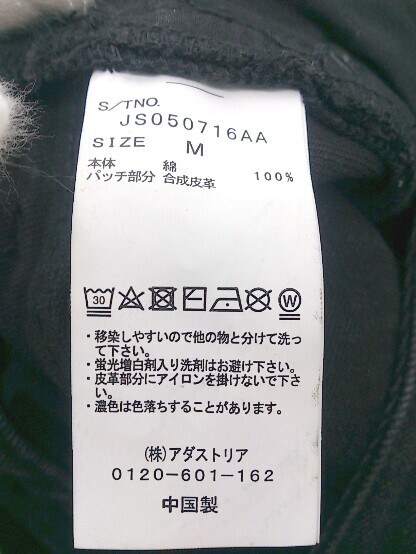 S/TNO.
JS050716AA
SIZE M
本体 綿
パッチ部分 合成皮革 100%
30 W
・移染しやすいので他の物と分けて洗っ
て下さい。
・蛍光増白剤入り洗剤はお避け下さい。
・皮革部分にアイロンを掛けないで下さ
い。
・濃色は色落ちすることがあります。
(株)アダストリア
0120-601-162
中国製